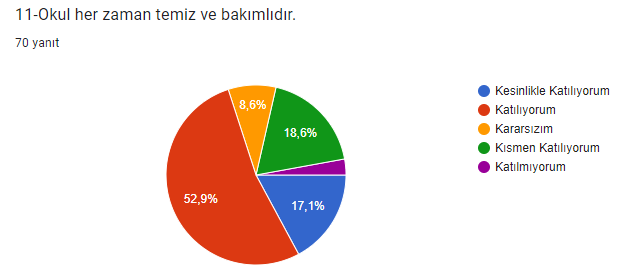 11-Okul her zaman temiz ve bakımlıdır.
70 yanıt
8,6%
18,6%
52,9%
17,1%
Kesinlikle Katılıyorum
Katılıyorum
Kararsızım
Kısmen Katılıyorum
Katılmıyorum